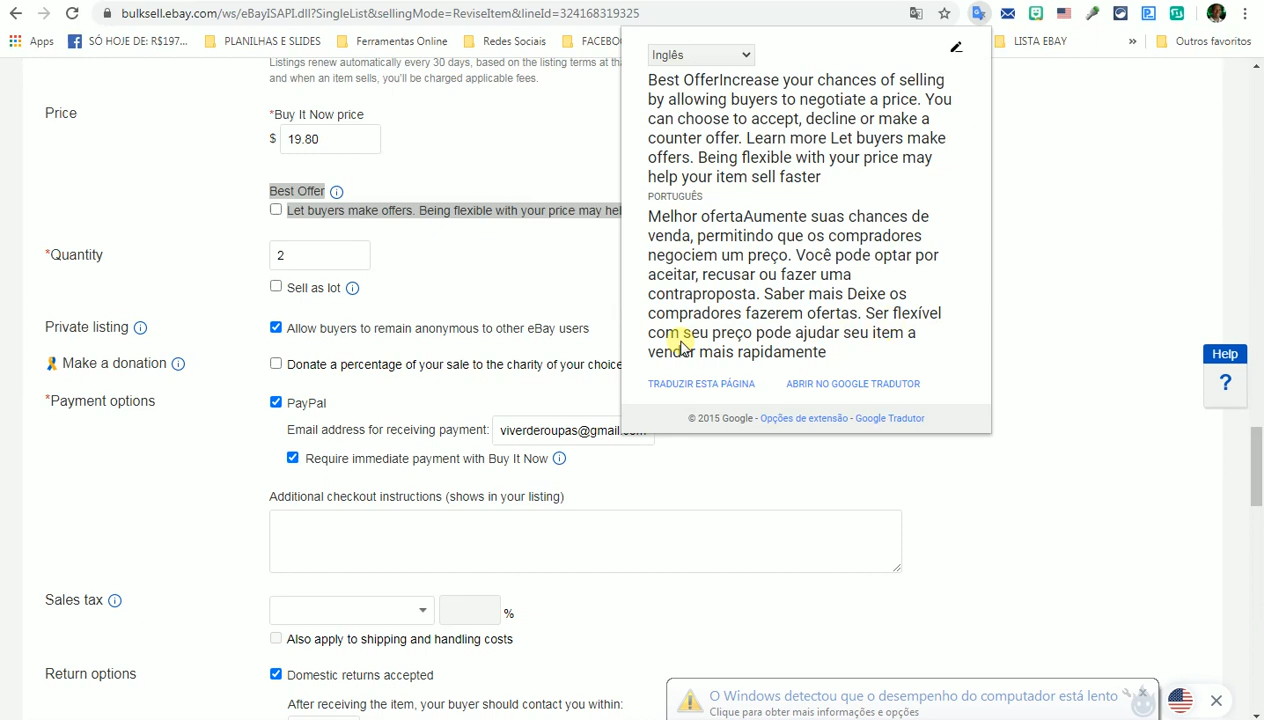 bulksell.ebay.com/ws/eBayISAPI.dll?SingleList&sellingMode=ReviseItem&lineId=324168319325
Apps SÓ HOJE DE: R$197... PLANILHAS E SLIDES Ferramentas Online Redes Sociais FACEBO LISTA EBAY » Outros favoritos
Listings renew automatically every 30 days, based on the listing terms at
and when an item sells, you'll be charged applicable fees.
Price
*Buy It Now price
$ 19.80
Best Offer
Let buyers make offers. Being flexible with your price may hel
*Quantity
2
Sell as lot
Private listing
Allow buyers to remain anonymous to other eBay users
Make a donation
Donate a percentage of your sale to the charity of your choice
*Payment options
PayPal
Email address for receiving payment: viverderoupas@gmail.com
Require immediate payment with Buy It Now
Additional checkout instructions (shows in your listing)
Sales tax
%
Also apply to shipping and handling costs
Return options
Domestic returns accepted
After receiving the item, your buyer should contact you within:
Inglês
Best OfferIncrease your chances of selling
by allowing buyers to negotiate a price. You
can choose to accept, decline or make a
counter offer. Learn more Let buyers make
offers. Being flexible with your price may
help your item sell faster
PORTUGUÊS
Melhor ofertaAumente suas chances de
venda, permitindo que os compradores
negociem um preço. Você pode optar por
aceitar, recusar ou fazer uma
contraproposta. Saber mais Deixe os
compradores fazerem ofertas. Ser flexível
com seu preço pode ajudar seu item a
vender mais rapidamente
TRADUZIR ESTA PÁGINA ABRIR NO GOOGLE TRADUTOR
© 2015 Google - Opções de extensão - Google Tradutor
Help
?
O Windows detectou que o desempenho do computador está lento
Clique para obter mais informações e opções